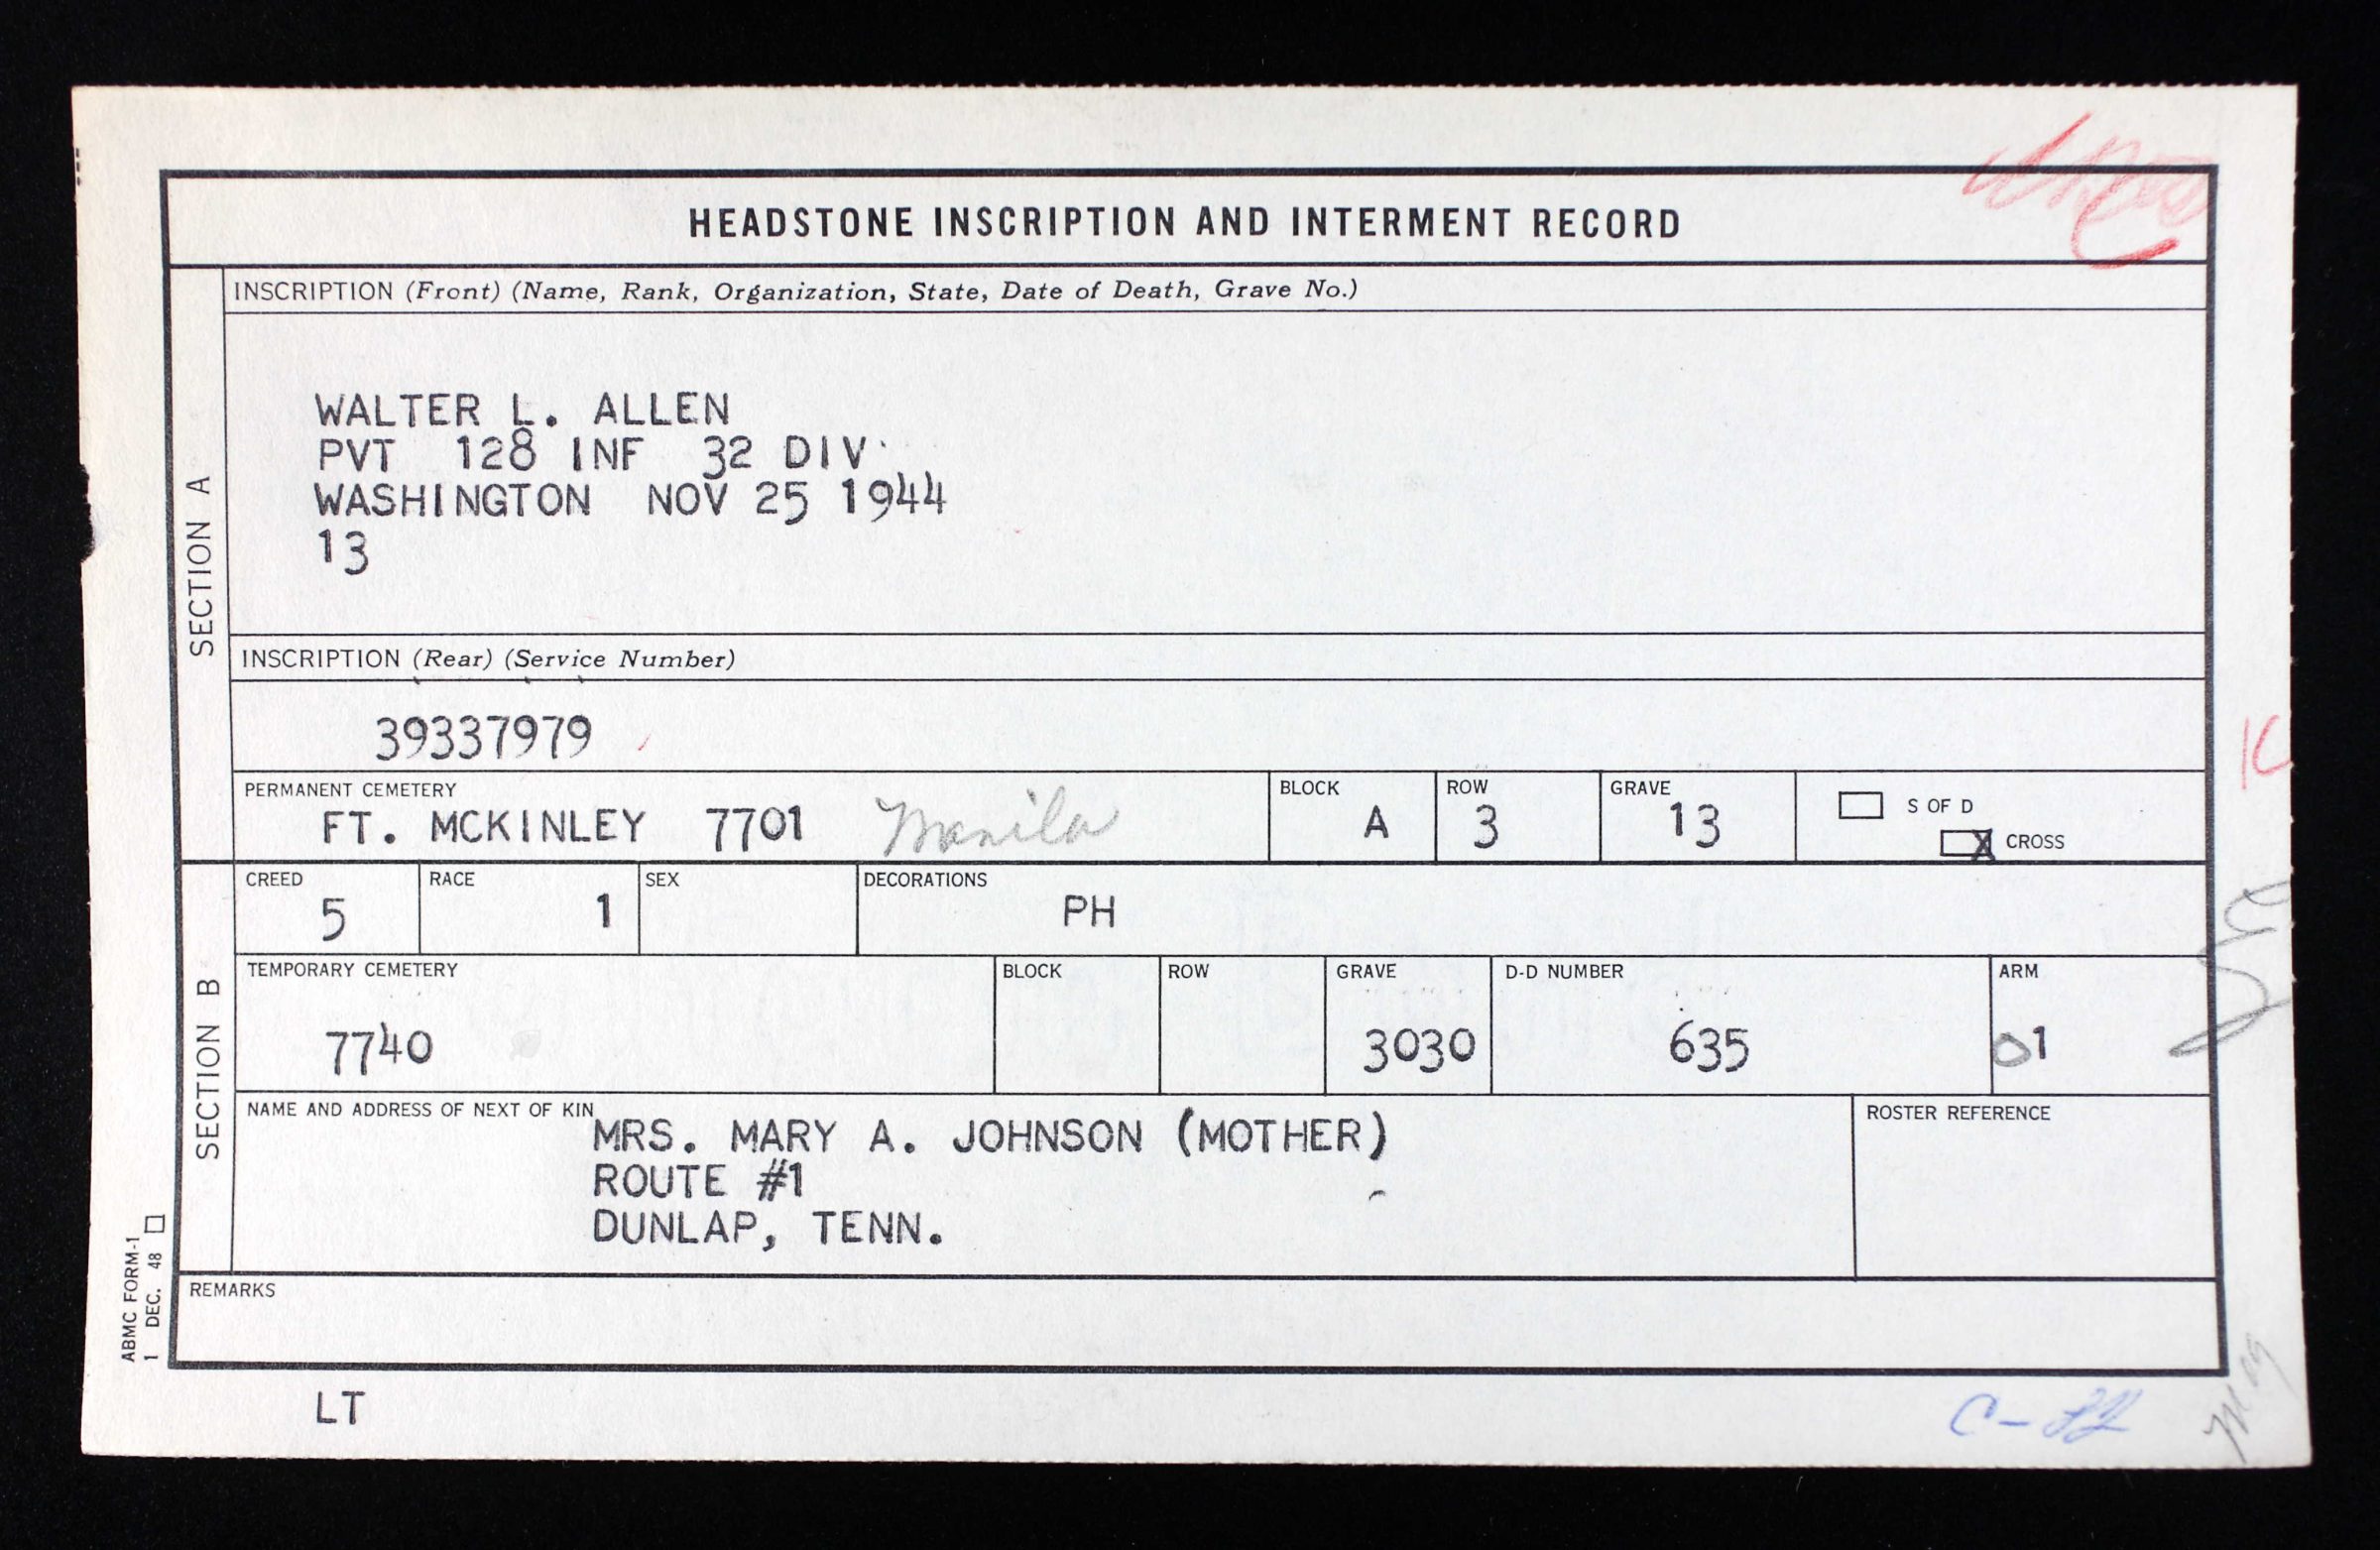 HEADSTONE INSCRIPTION AND INTERMENT RECORD
SECTION A
INSCRIPTION (Front) (Name, Rank, Organization, State, Date of Death, Grave No.)
WALTER L. ALLEN
PVT 128 INF 32 DIV
WASHINGTON NOV 25 1944
13
INSCRIPTION (Rear) (Service Number)
39337979
PERMANENT CEMETERY
FT. MCKINLEY 7701 Manila
BLOCK
A
ROW
3
GRAVE
13
S OF D
X CROSS
K
SECTION B
CREED
5
RACE
1
SEX
DECORATIONS
PH
TEMPORARY CEMETERY
7740
BLOCK
ROW
GRAVE
3030
D-D NUMBER
635
ARM
01
NAME AND ADDRESS OF NEXT OF KIN
MRS. MARY A. JOHNSON (MOTHER)
ROUTE #1
DUNLAP, TENN.
ROSTER REFERENCE
REMARKS
ABMC FORM-1
1 DEC. 48
LT